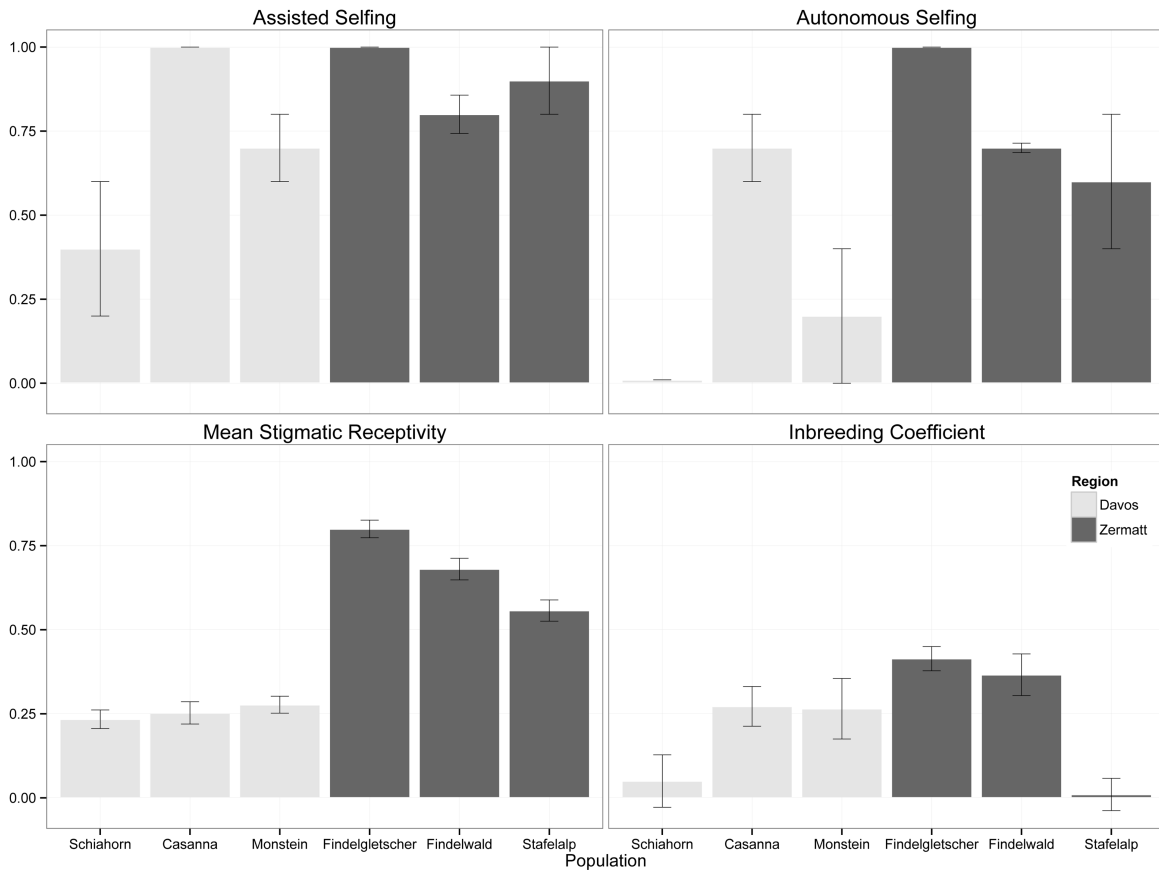 Assisted Selfing
Autonomous Selfing
1.00
0.75
0.50
0.25
0.00
Mean Stigmatic Receptivity
Inbreeding Coefficient
1.00
0.75
0.50
0.25
0.00
Region
Davos
Zermatt
Schiahorn Casanna Monstein Findelgletscher Findelwald Stafelalp
Schiahorn Casanna Monstein Findelgletscher Findelwald Stafelalp
Population